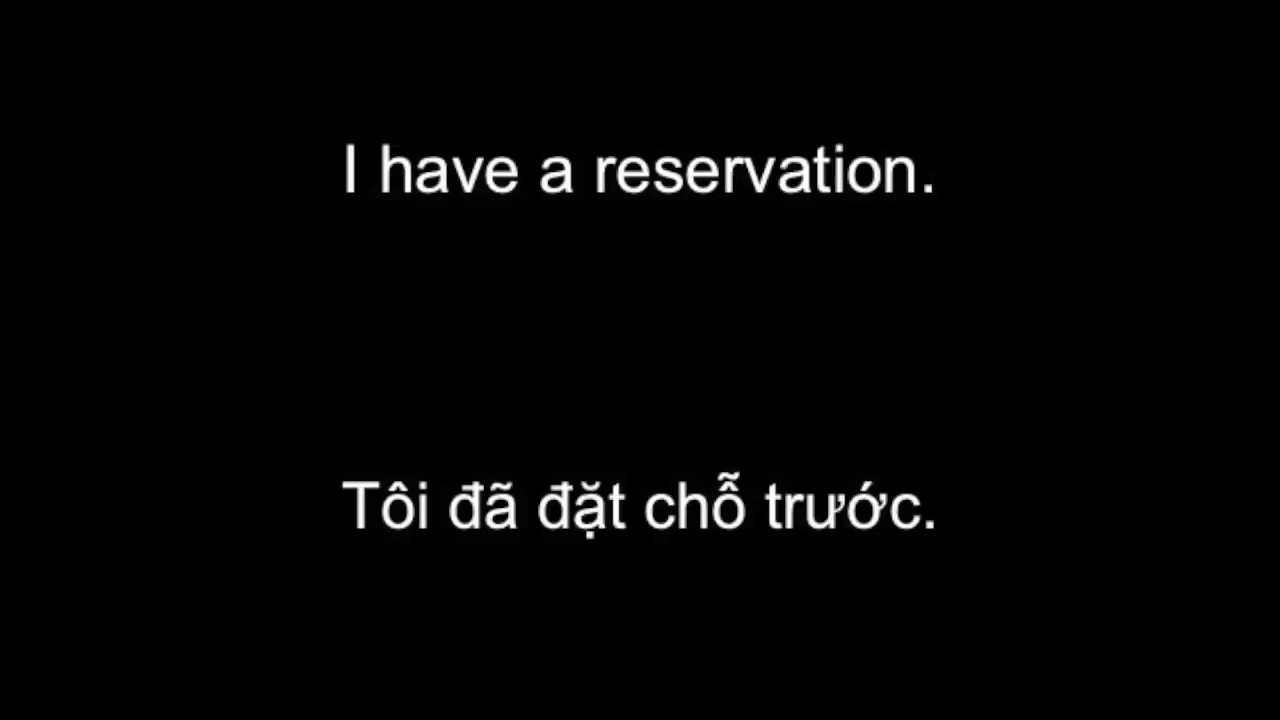 I have a reservation.
Tôi đã đặt chỗ trước.